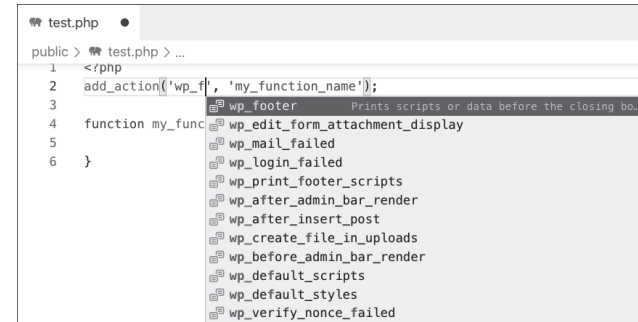 test.php
public > test.php > ...
1 <?php
2 add_action('wp_f', 'my_function_name');
3
4 function my_func
5
6 }
wp_footer Prints scripts or data before the closing bo…
wp_edit_form_attachment_display
wp_mail_failed
wp_login_failed
wp_print_footer_scripts
wp_after_admin_bar_render
wp_after_insert_post
wp_create_file_in_uploads
wp_before_admin_bar_render
wp_default_scripts
wp_default_styles
wp_verify_nonce_failed